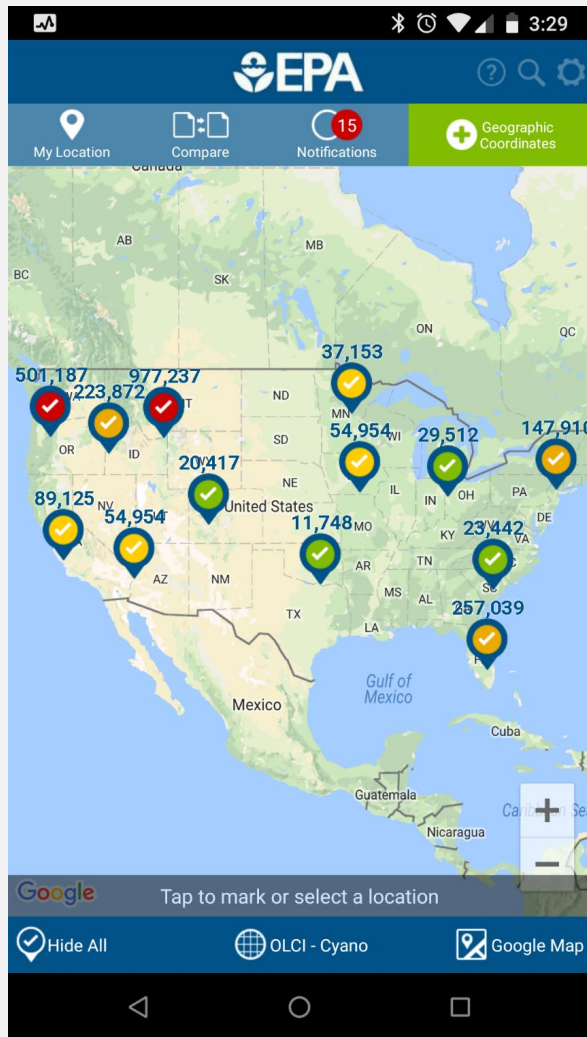 3:29
EPA
My Location
Compare
15
Notifications
Geographic
Coordinates
Canada
AB
MB
BC
SK
ON
QC
37,153
501,187
977,237
223,872
ND
MN
OR
ID
SD
54,954
WI
29,512
147,910
20,417
NE
IL
IN
OH
PA
89,125
NV
54,954
United States
11,748
MO
KY
DE
VA
23,442
AZ
NM
AR
TN
SC
MS
AL
257,039
TX
LA
Gulf of
Mexico
Mexico
Cuba
Guatemala
Nicaragua
+
−
Google
Tap to mark or select a location
Hide All
OLCI - Cyano
Google Map